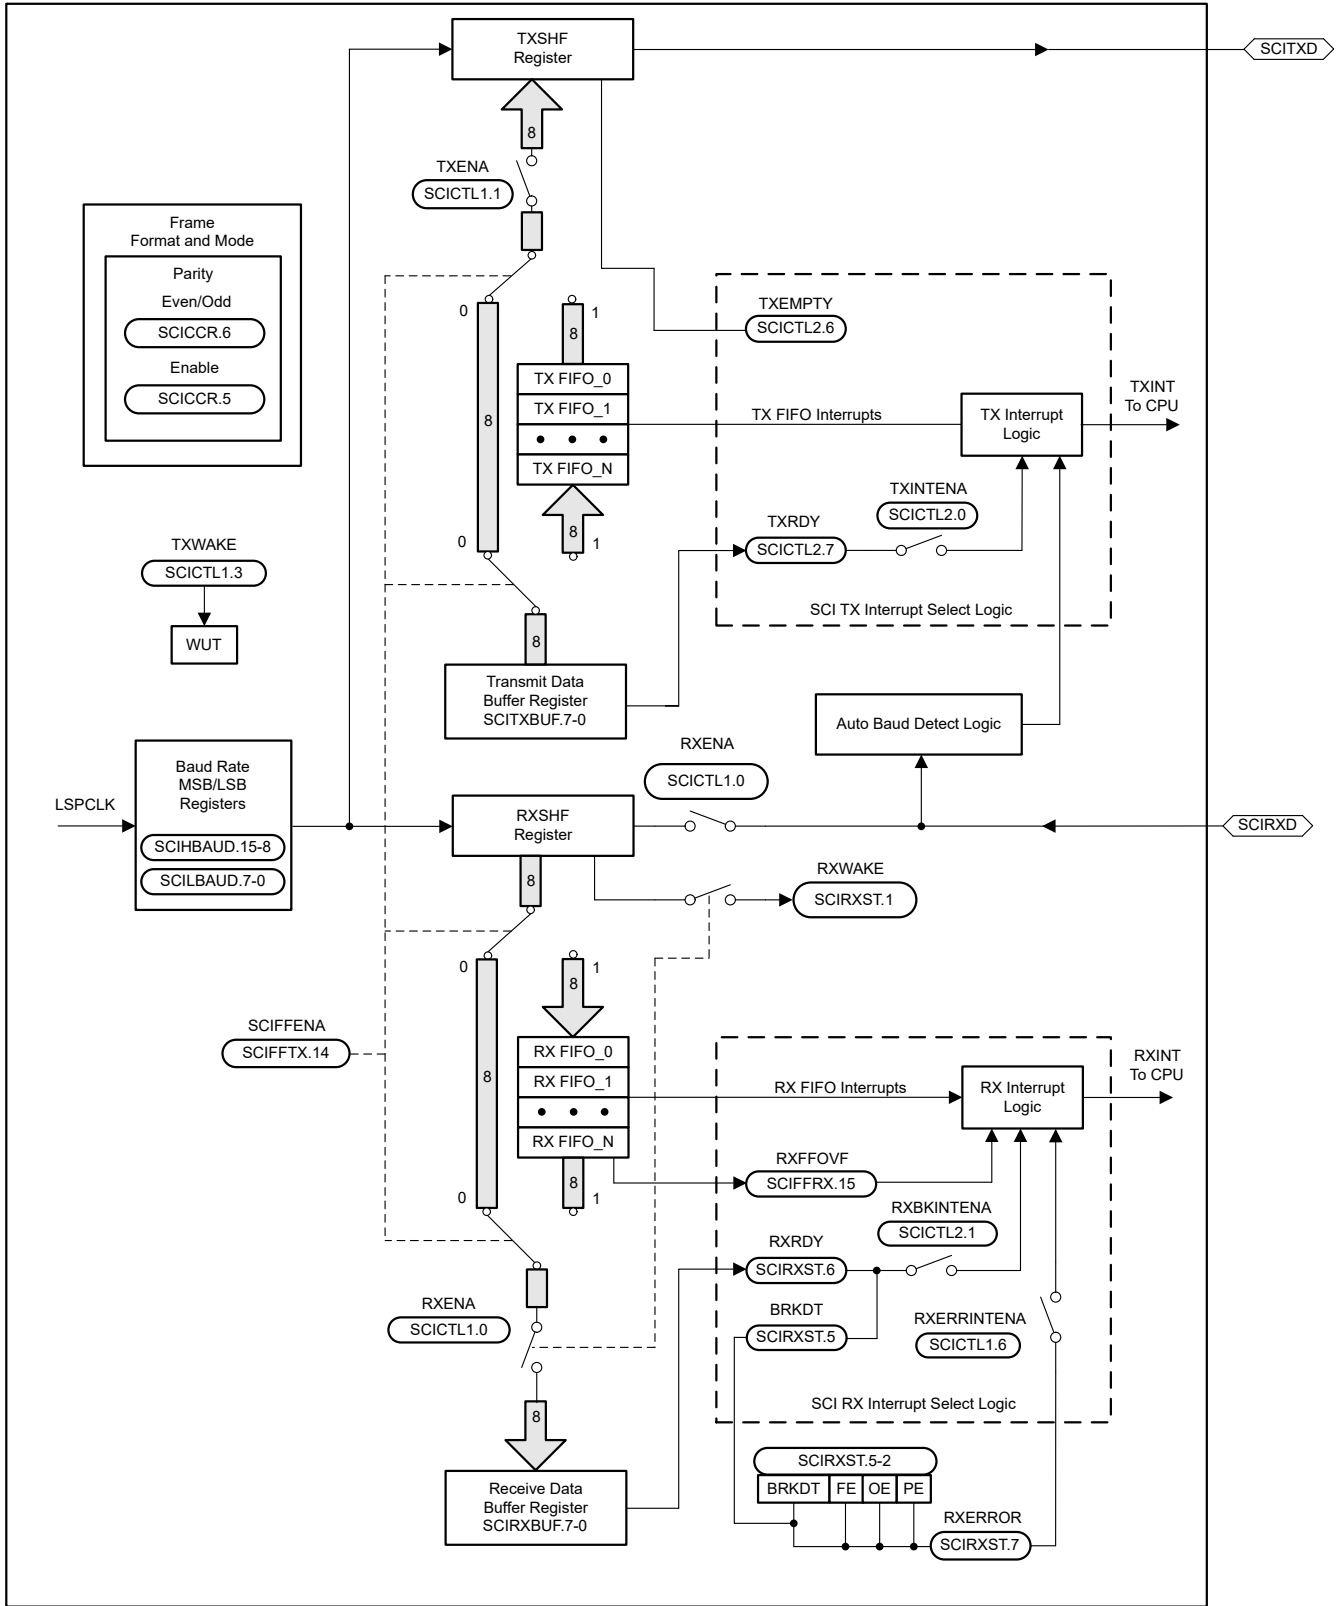 TXSHF
Register
SCITXD
8
TXENA
SCICTL1.1
Frame
Format and Mode
Parity
Even/Odd
SCICCR.6
Enable
SCICCR.5
0
1
8
TX FIFO_0
TX FIFO_1
TX FIFO_N
8
8
0
1
TXEMPTY
SCICTL2.6
TX FIFO Interrupts
TX Interrupt
Logic
TXINT
To CPU
TXINTENA
SCICTL2.0
TXRDY
SCICTL2.7
SCI TX Interrupt Select Logic
TXWAKE
SCICTL1.3
WUT
8
Transmit Data
Buffer Register
SCITXBUF.7-0
Auto Baud Detect Logic
RXENA
SCICTL1.0
LSPCLK
Baud Rate
MSB/LSB
Registers
SCIHBAUD.15-8
SCILBAUD.7-0
RXSHF
Register
SCIRXD
8
RXWAKE
SCIRXST.1
0
1
8
SCIFFENA
SCIFFTX.14
8
RX FIFO_0
RX FIFO_1
RX FIFO_N
8
0
1
RX FIFO Interrupts
RX Interrupt
Logic
RXINT
To CPU
RXFFOVF
SCIFFRX.15
RXBKINTENA
SCICTL2.1
RXRDY
SCIRXST.6
BRKDT
SCIRXST.5
RXERRINTENA
SCICTL1.6
SCI RX Interrupt Select Logic
RXENA
SCICTL1.0
8
Receive Data
Buffer Register
SCIRXBUF.7-0
SCIRXST.5-2
BRKDT FE OE PE
RXERROR
SCIRXST.7